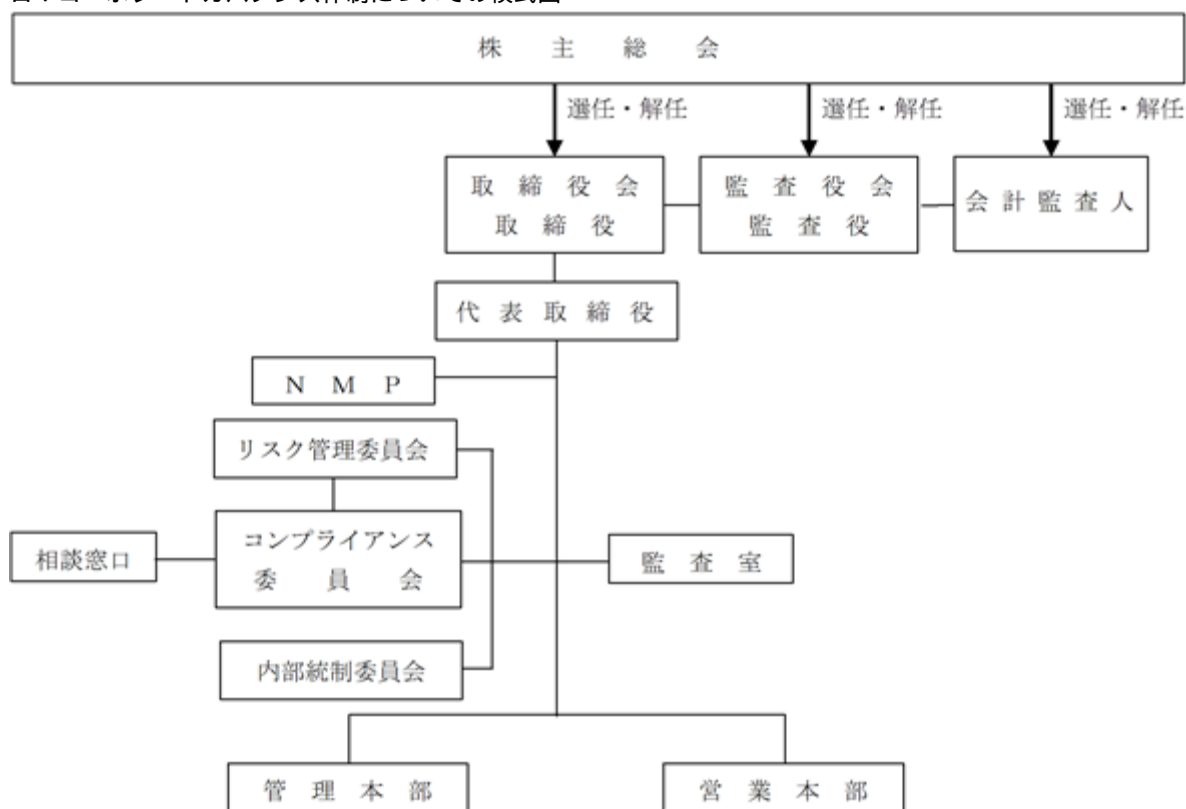 株主総会
選任・解任
選任・解任
選任・解任
取締役会
取締役
監査役会
監査役
会計監査人
代表取締役
NMP
リスク管理委員会
コンプライアンス
委員会
相談窓口
監査室
内部統制委員会
管理本部
営業本部